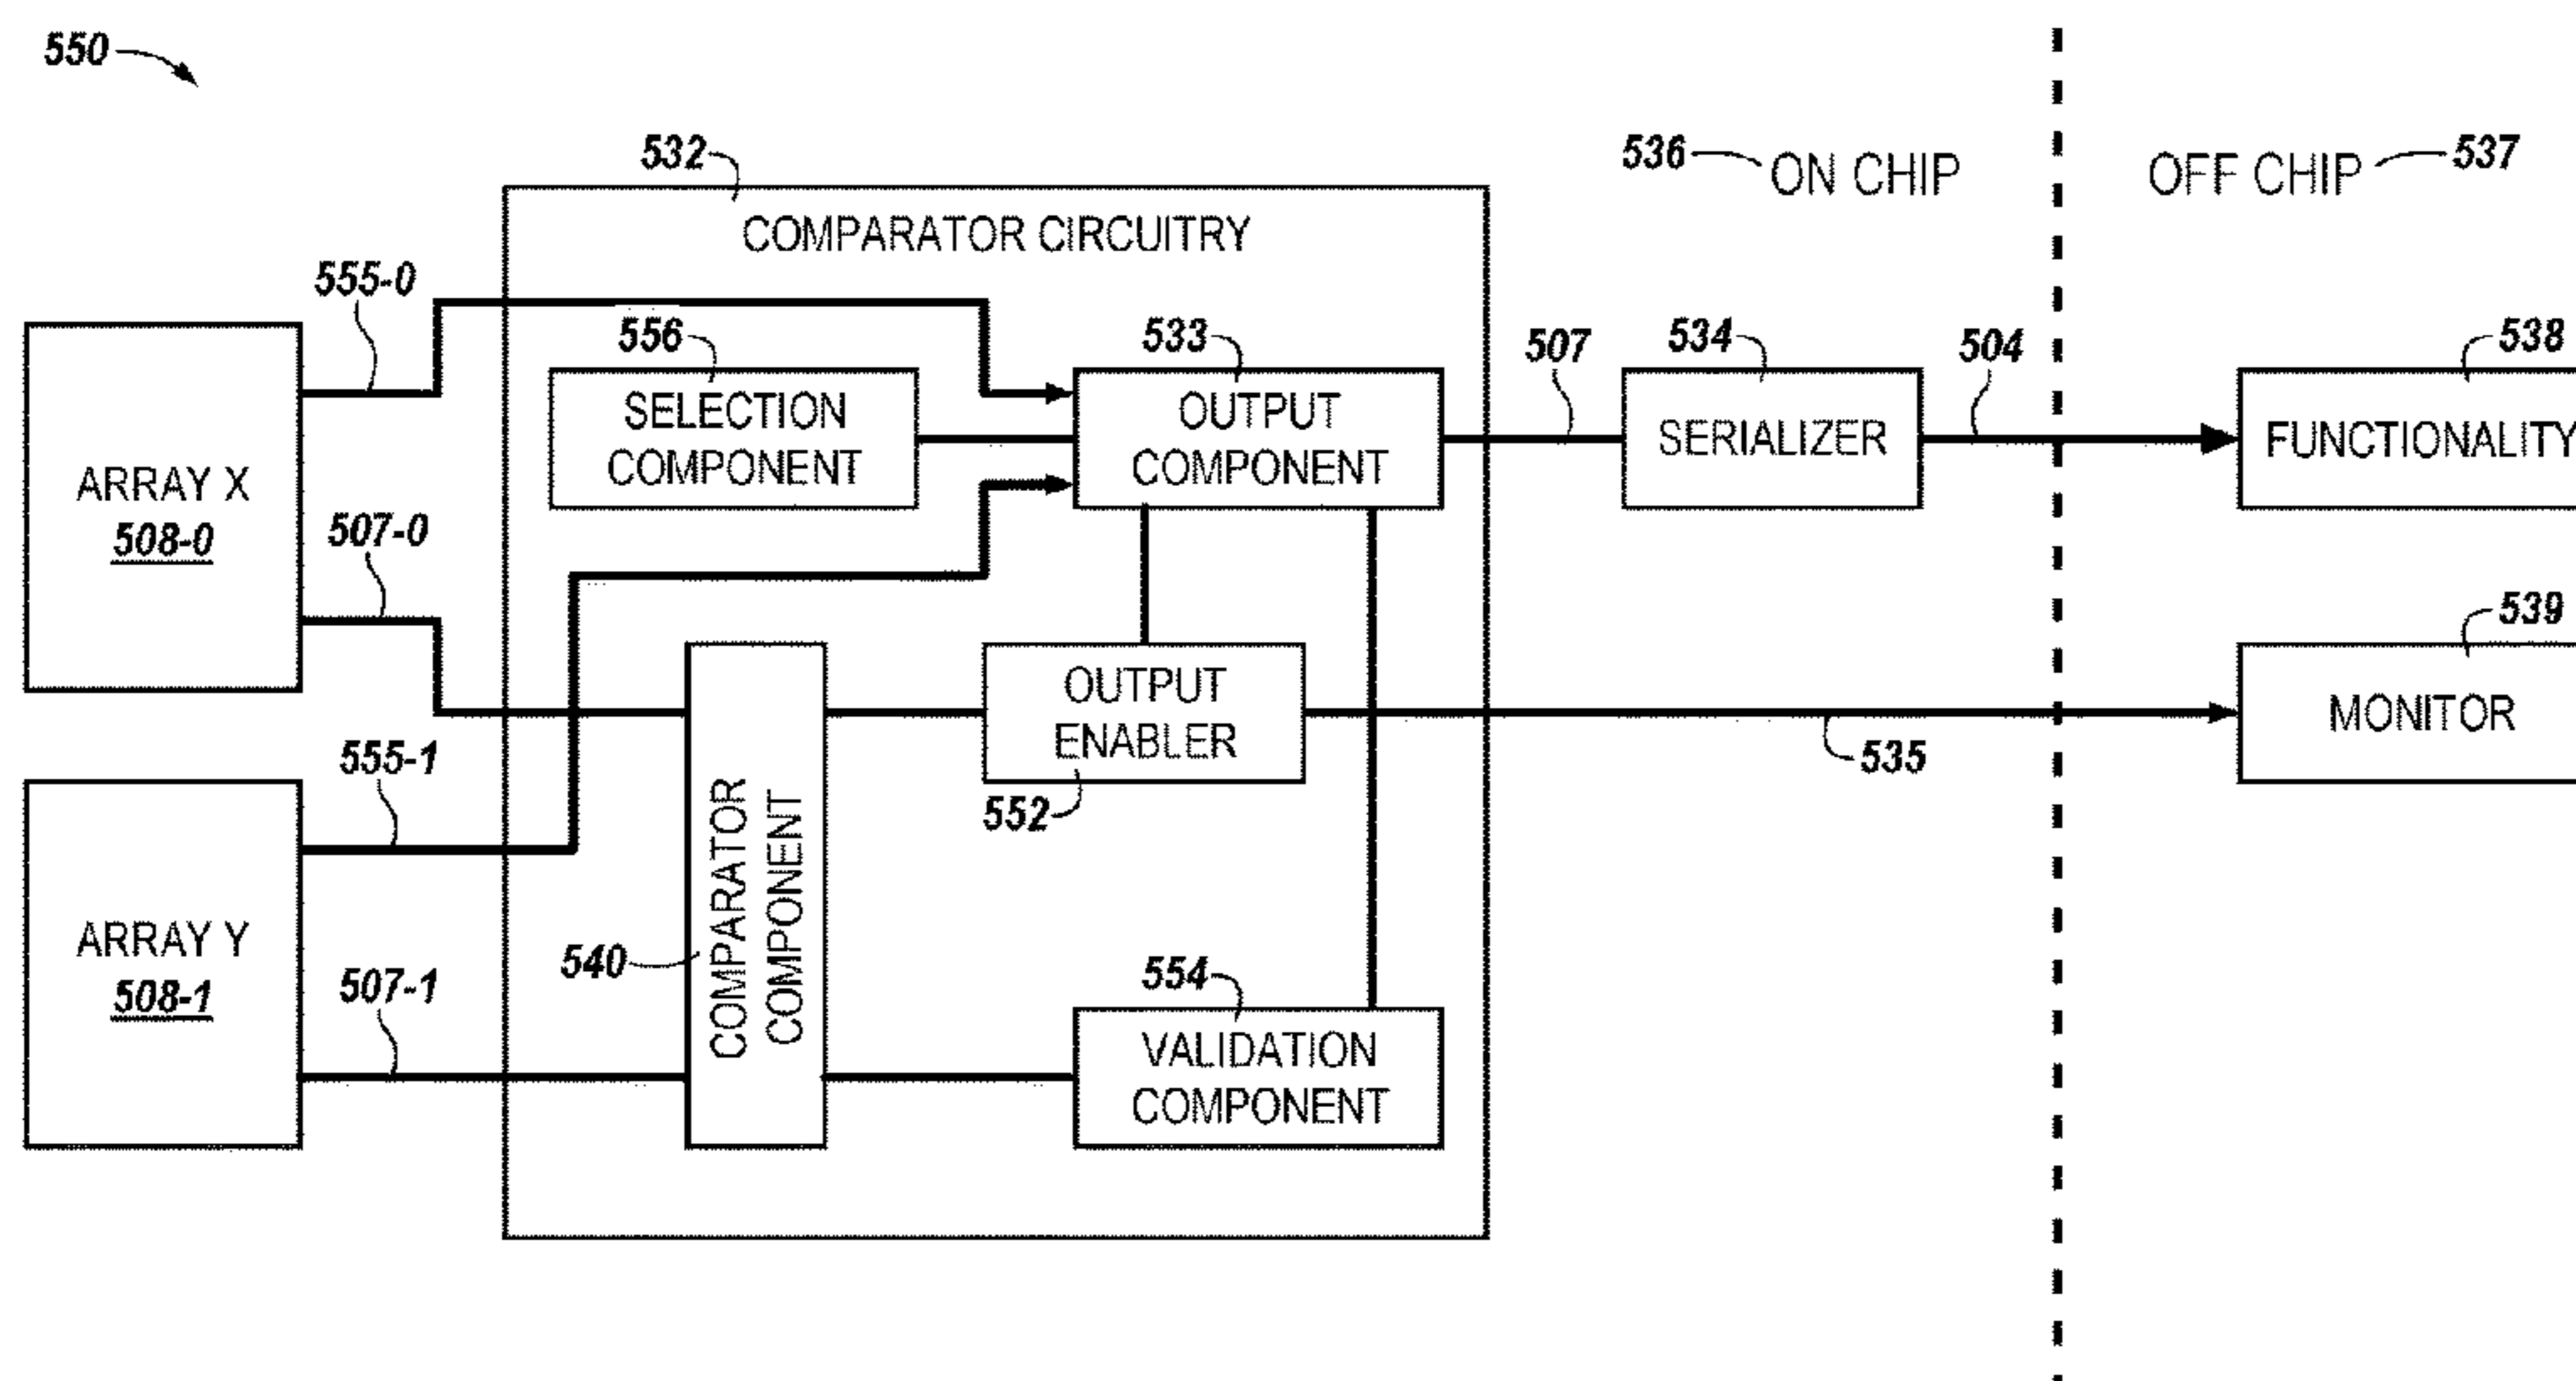 550
532
536
ON CHIP
OFF CHIP
537
COMPARATOR CIRCUITRY
555-0
556
533
507
534
504
538
SELECTION
COMPONENT
OUTPUT
COMPONENT
SERIALIZER
FUNCTIONALITY
ARRAY X
508-0
507-0
539
OUTPUT
ENABLER
MONITOR
555-1
552
535
COMPARATOR
COMPONENT
540
ARRAY Y
508-1
507-1
554
VALIDATION
COMPONENT